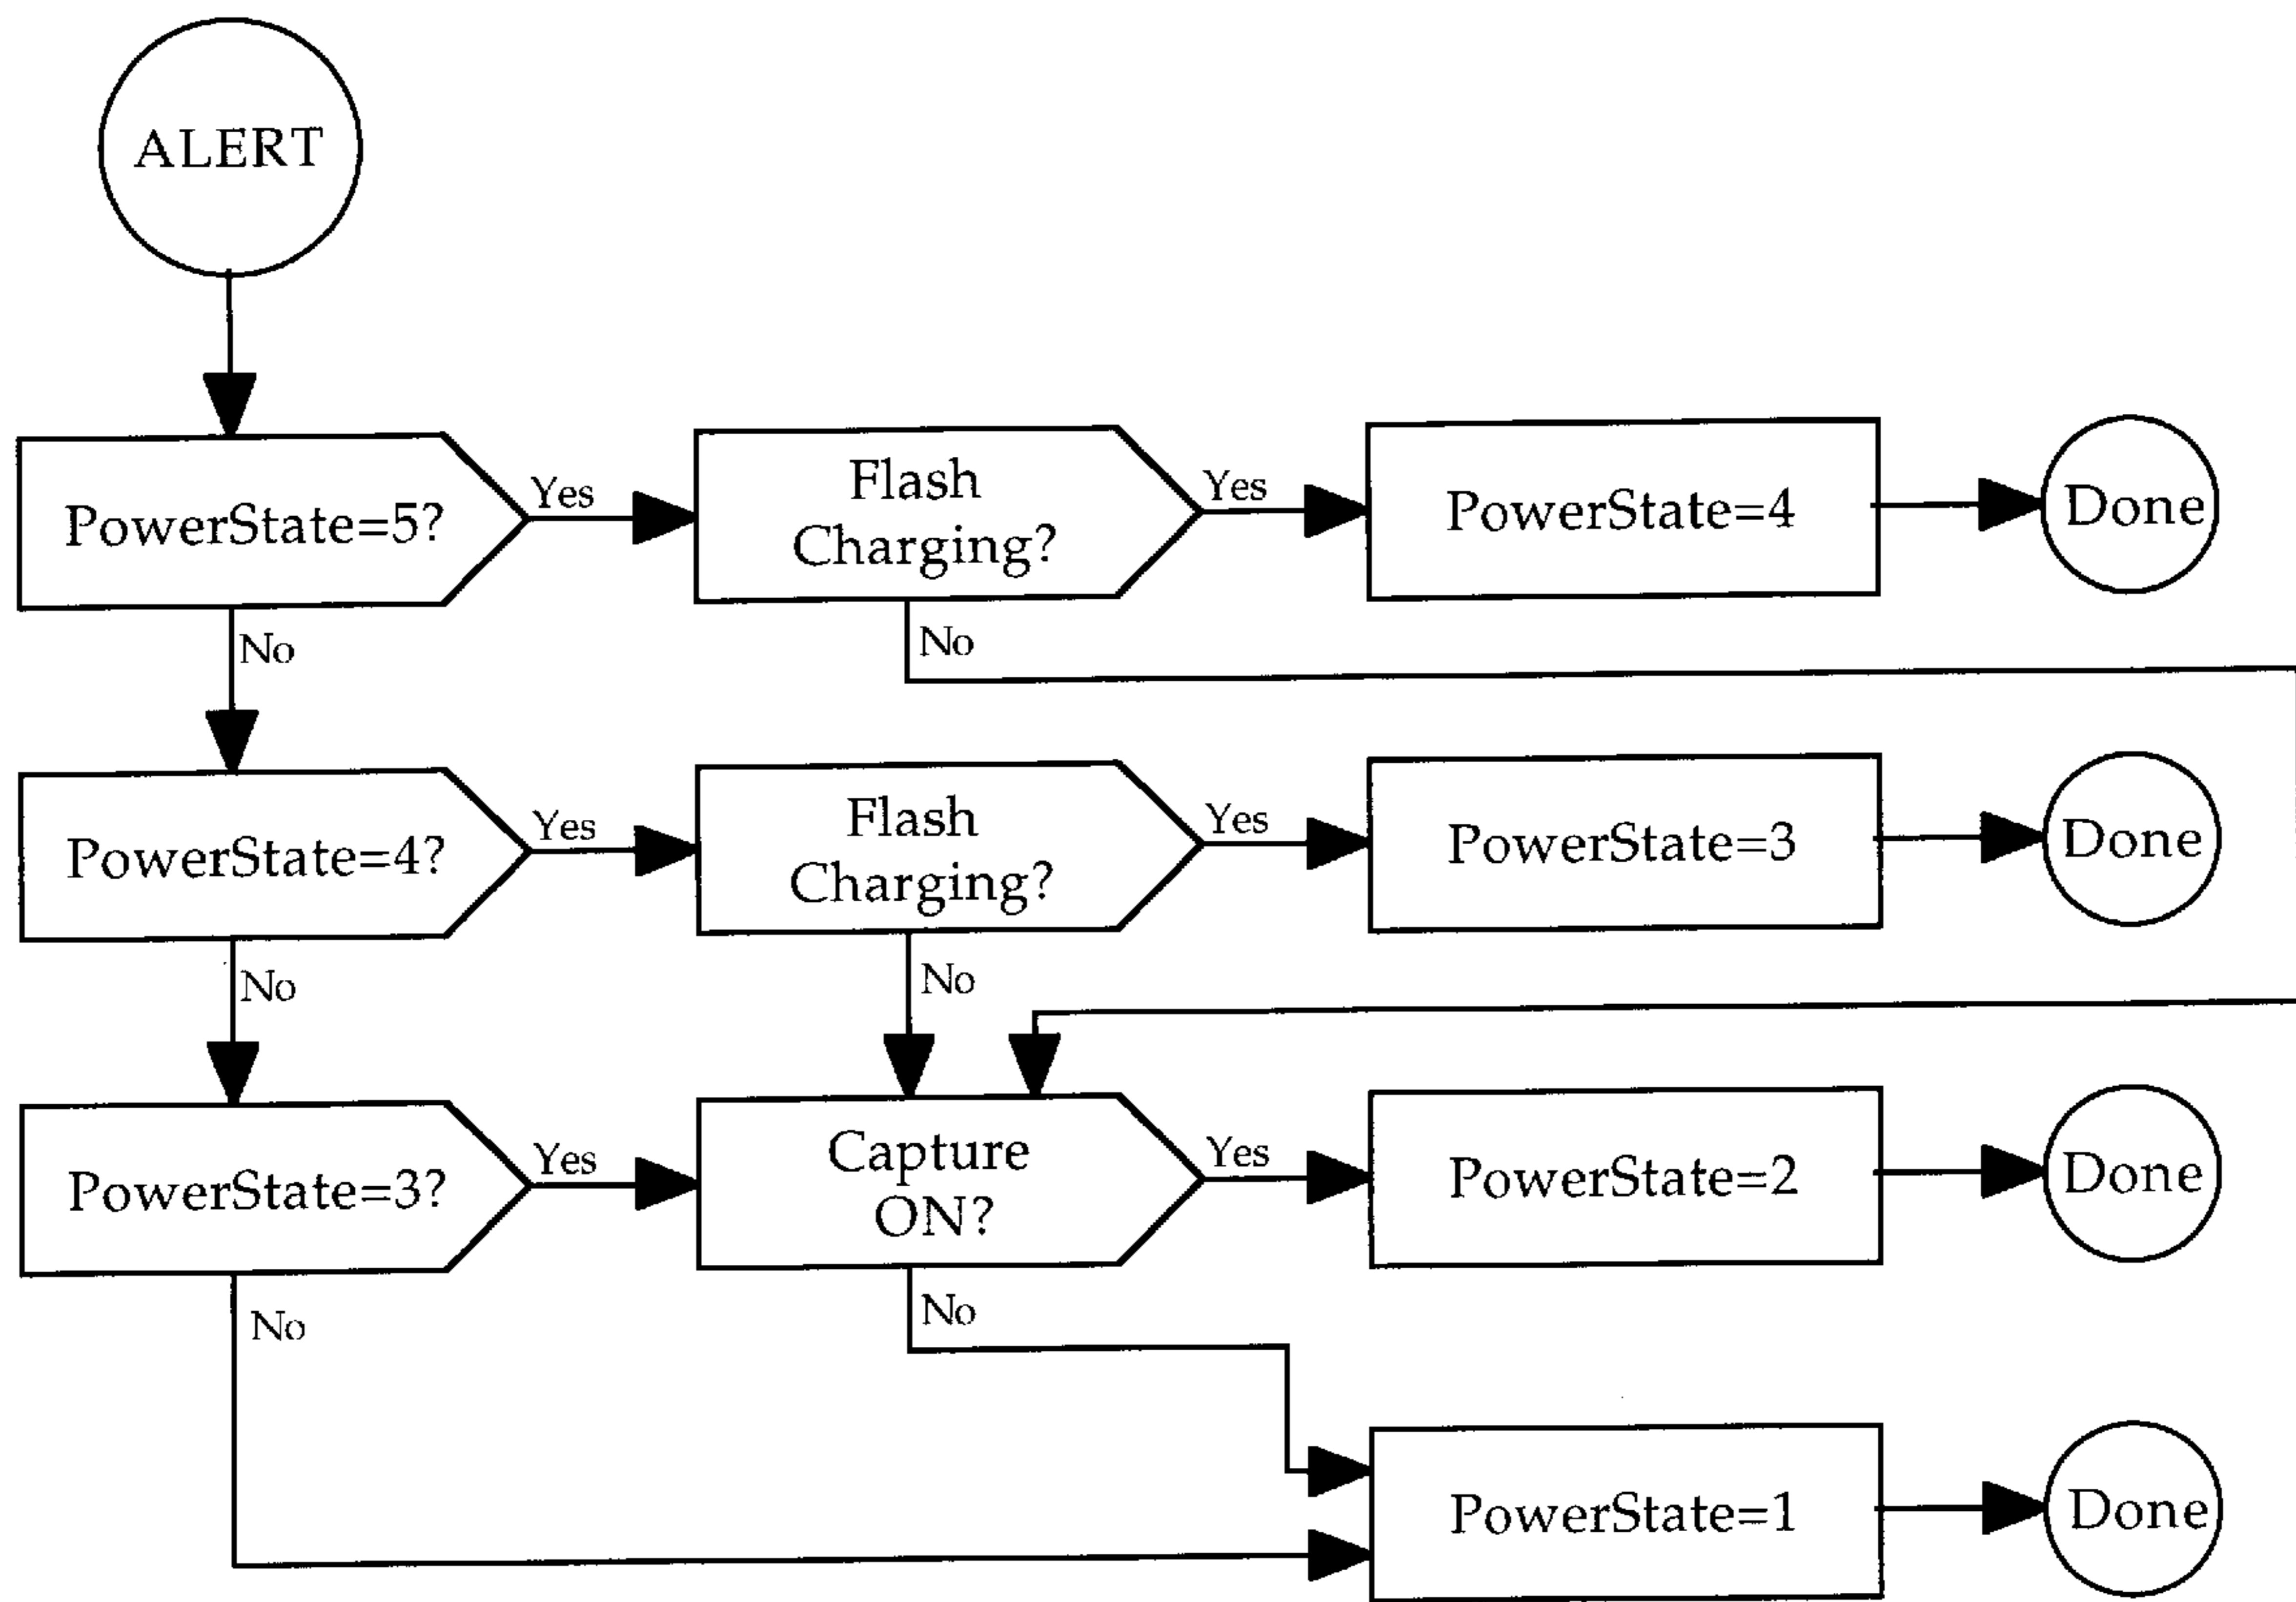 ALERT
PowerState=5?
Yes
Flash
Charging?
Yes
PowerState=4
Done
No
No
PowerState=4?
Yes
Flash
Charging?
Yes
PowerState=3
Done
No
No
PowerState=3?
Yes
Capture
ON?
Yes
PowerState=2
Done
No
No
PowerState=1
Done